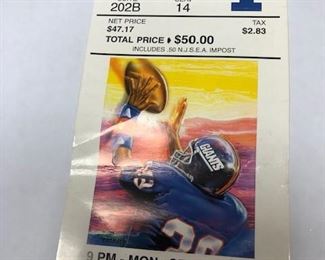 202B 14
NET PRICE TAX
$47.17 $2.83
TOTAL PRICE $50.00
INCLUDES .50 N.J.S.E.A. IMPOST
GIANTS
9 PM - MON